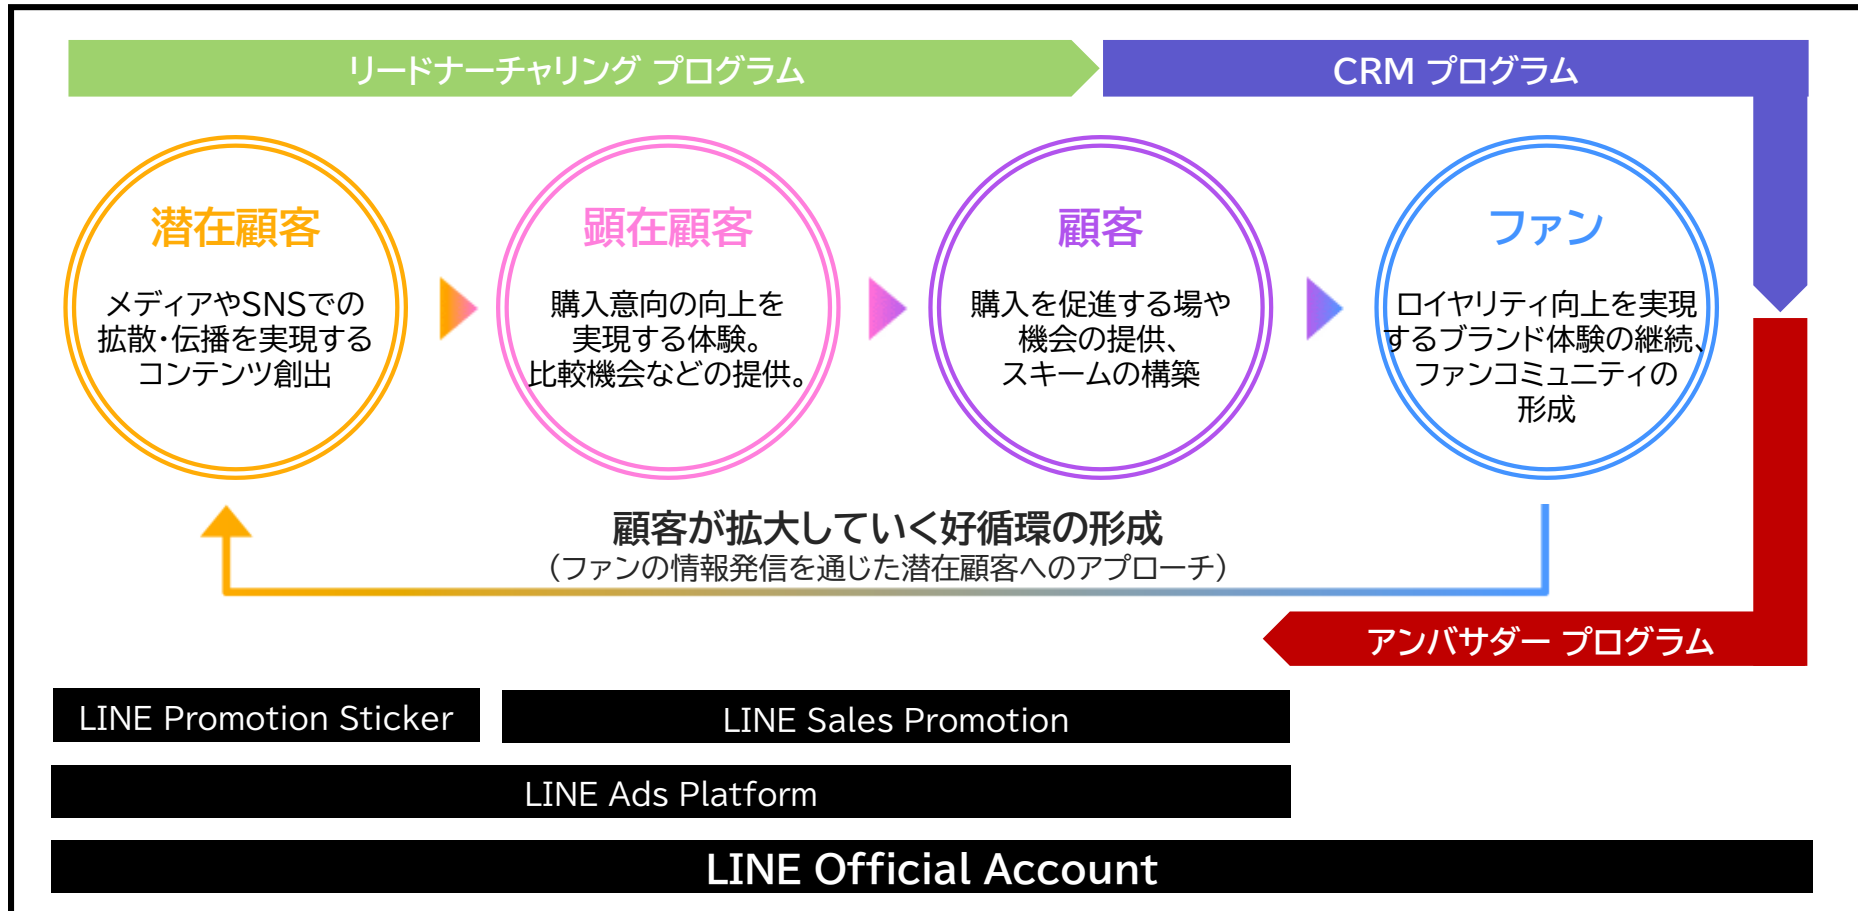 リードナーチャリング プログラム
CRM プログラム
潜在顧客
メディアやSNSでの
拡散・伝播を実現する
コンテンツ創出
顕在顧客
購入意向の向上を
実現する体験。
比較機会などの提供。
顧客
購入を促進する場や
機会の提供、
スキームの構築
ファン
ロイヤリティ向上を実現
するブランド体験の継続、
ファンコミュニティの
形成
顧客が拡大していく好循環の形成
（ファンの情報発信を通じた潜在顧客へのアプローチ）
アンバサダー プログラム
LINE Promotion Sticker
LINE Sales Promotion
LINE Ads Platform
LINE Official Account